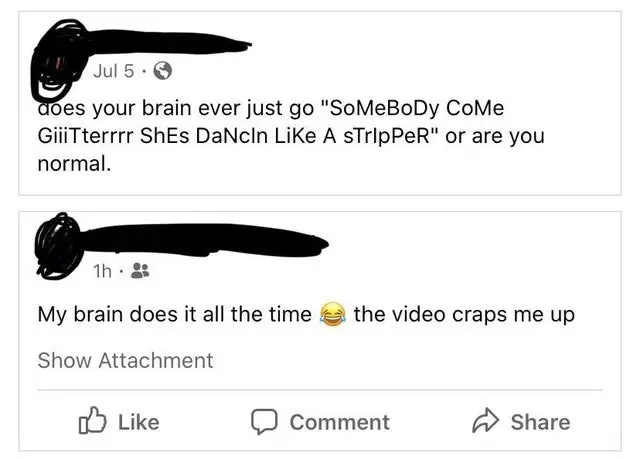 Jul 5 ·
does your brain ever just go "SoMeBoDy CoMe
GiiiTterrrr ShEs DaNcIn LiKe A sTrIpPeR" or are you
normal.
1h ·
My brain does it all the time 😂 the video craps me up
Show Attachment
Like Comment Share